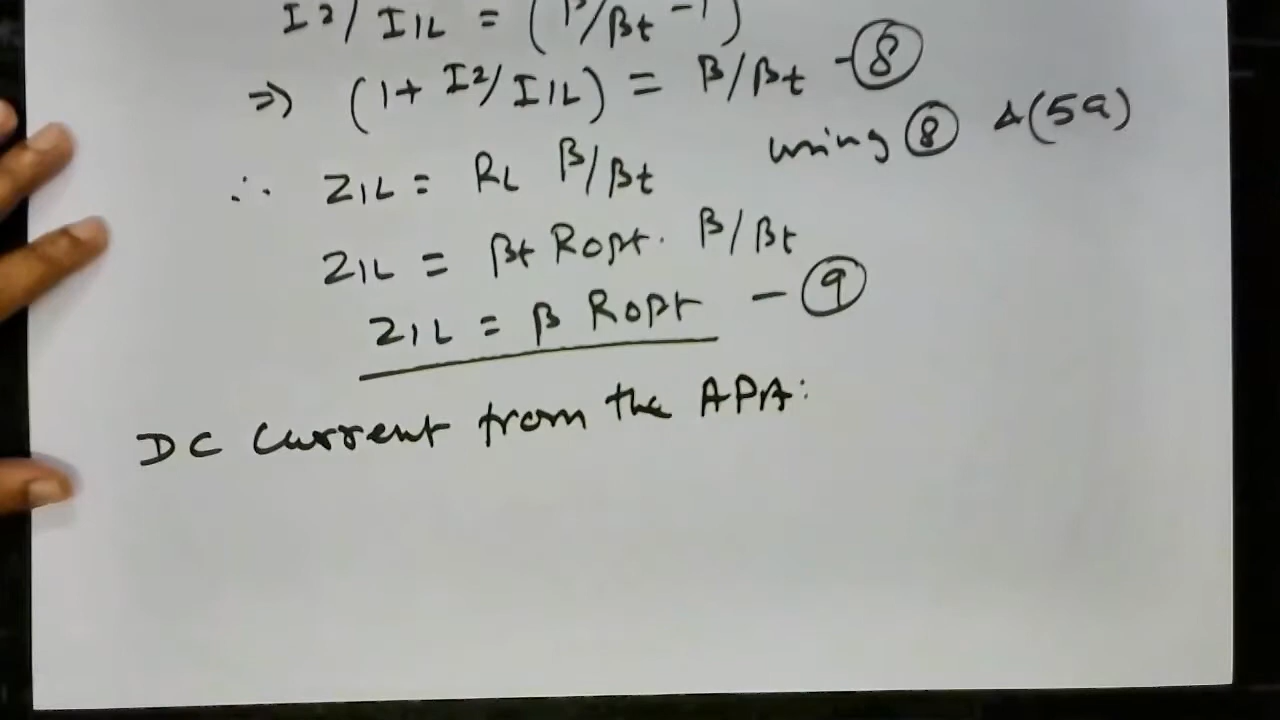 I2/I1L = (β/βt -1)
=> (1+ I2/I1L) = β/βt -⑧
using ⑧ &(5a)
∴ Z1L = RL β/βt
Z1L = βt Ropt. β/βt
Z1L = β Ropt -⑨
DC Current from the APA: